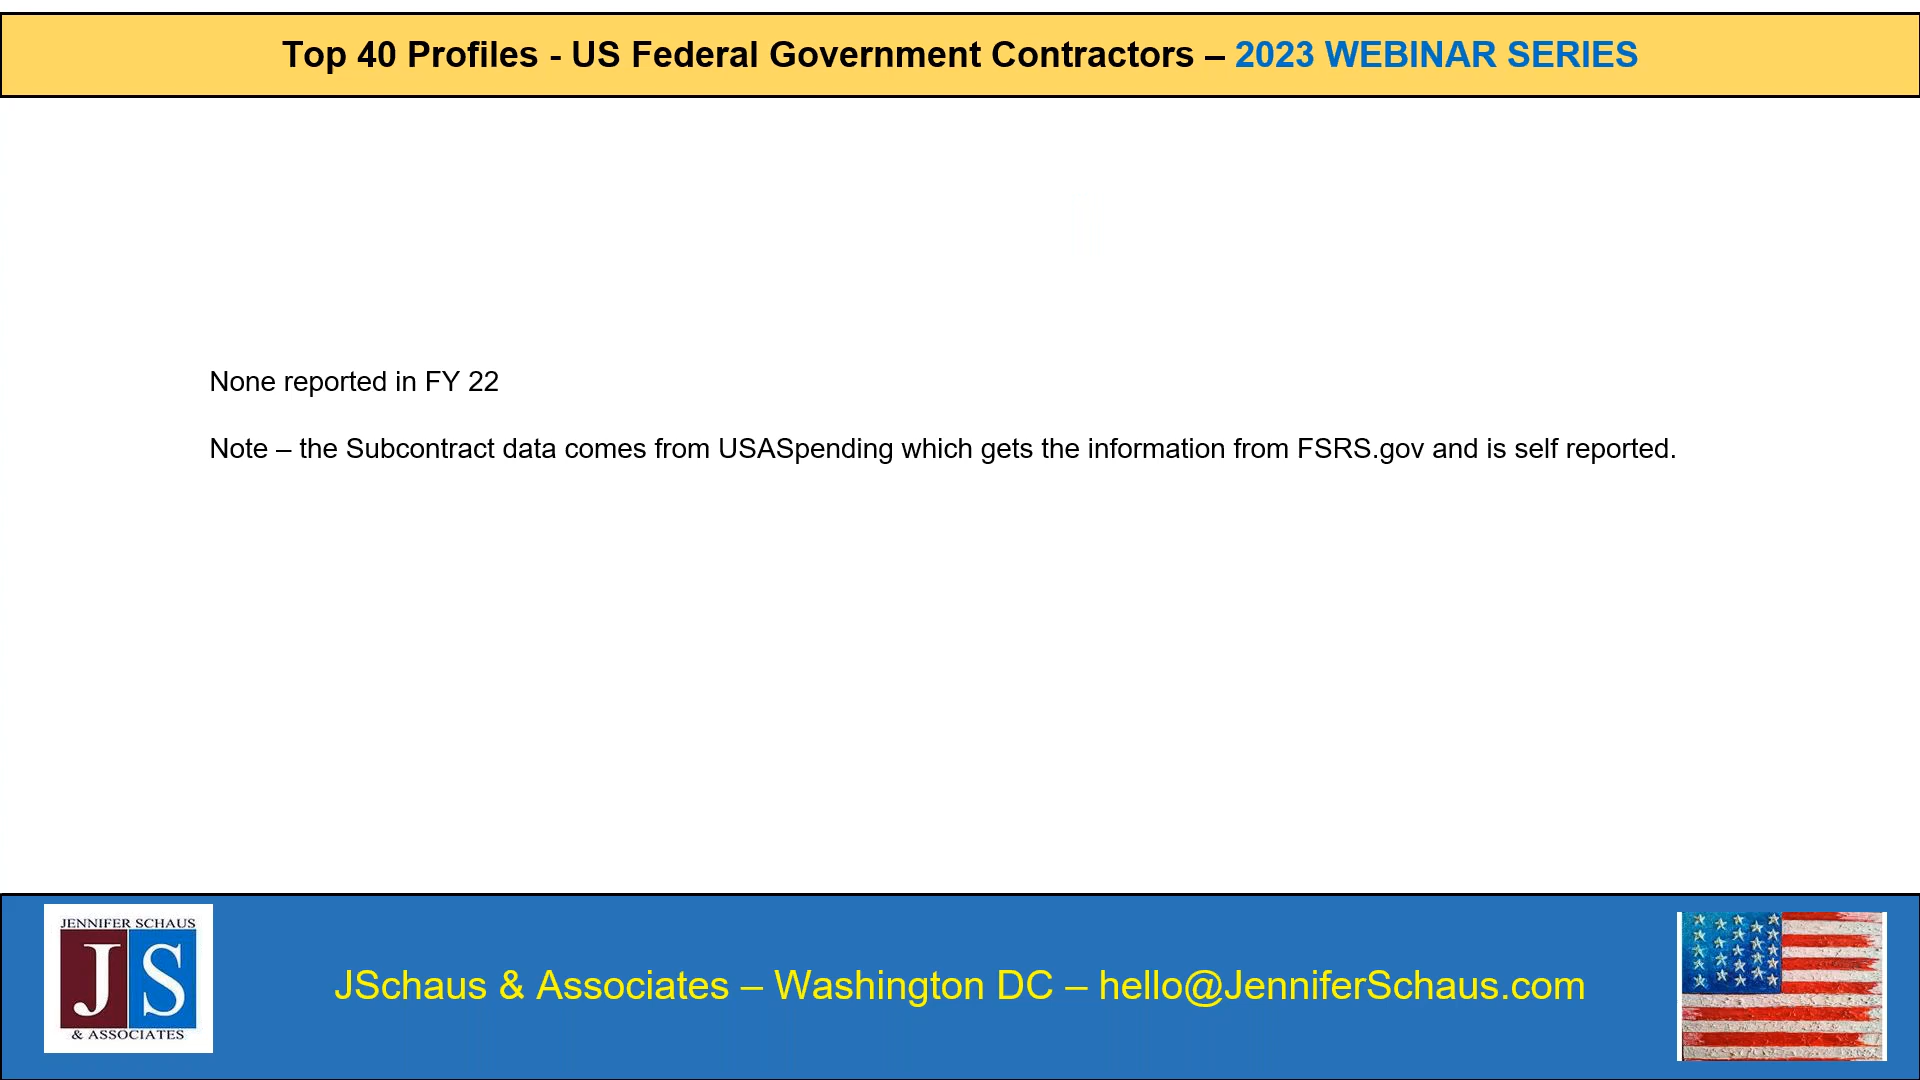 Top 40 Profiles - US Federal Government Contractors – 2023 WEBINAR SERIES
None reported in FY 22
Note – the Subcontract data comes from USASpending which gets the information from FSRS.gov and is self reported.
JENNIFER SCHAUS
JS
& ASSOCIATES
JSchaus & Associates – Washington DC – hello@JenniferSchaus.com